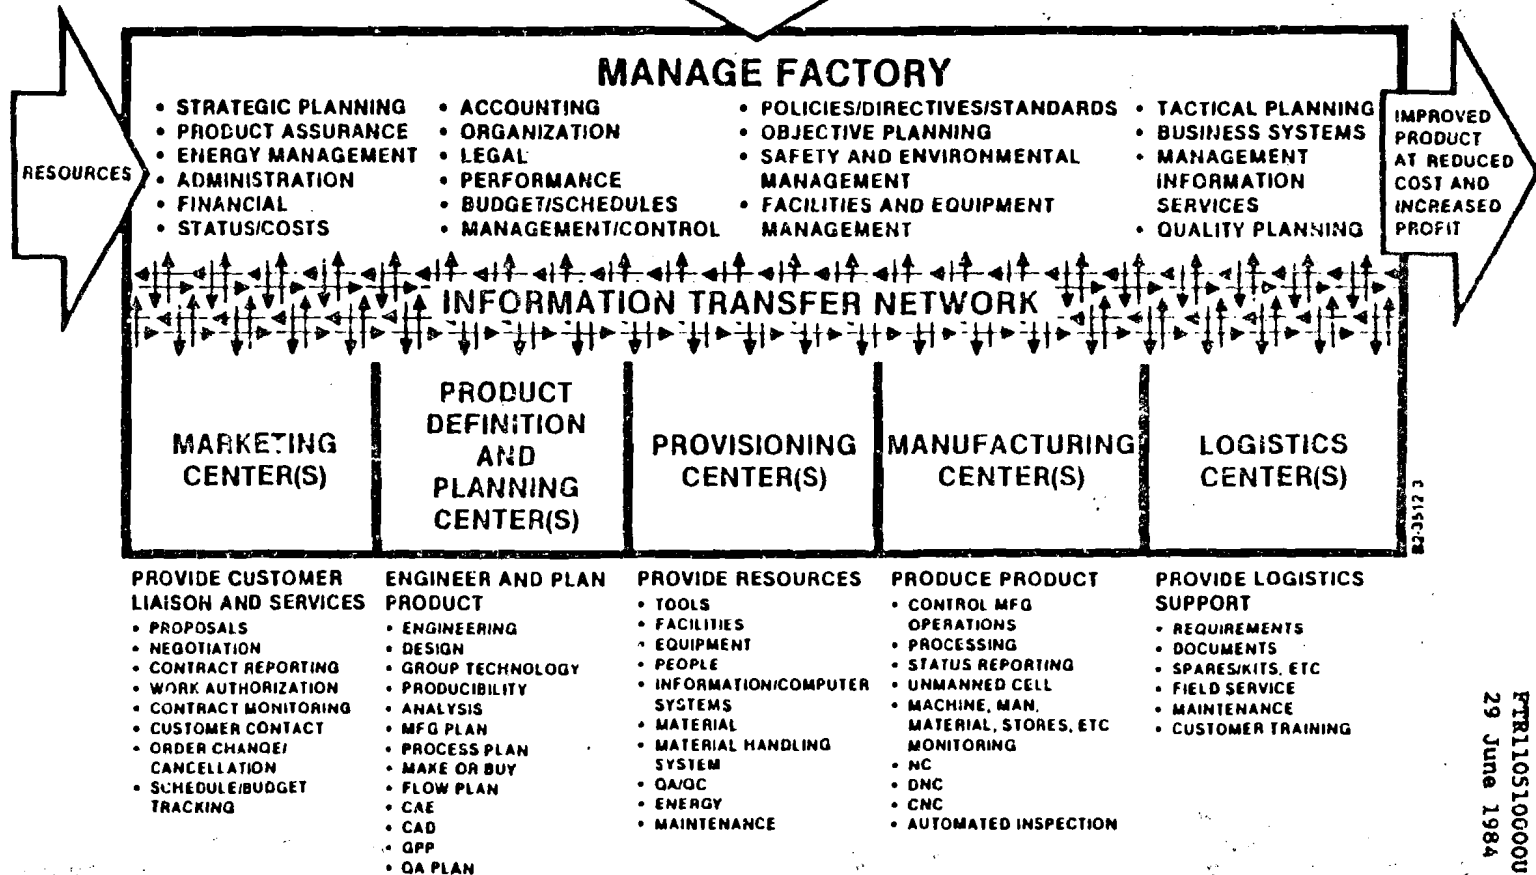 MANAGE FACTORY
RESOURCES
• STRATEGIC PLANNING
• PRODUCT ASSURANCE
• ENERGY MANAGEMENT
• ADMINISTRATION
• FINANCIAL
• STATUS/COSTS
• ACCOUNTING
• ORGANIZATION
• LEGAL
• PERFORMANCE
• BUDGET/SCHEDULES
• MANAGEMENT/CONTROL
• POLICIES/DIRECTIVES/STANDARDS
• OBJECTIVE PLANNING
• SAFETY AND ENVIRONMENTAL
MANAGEMENT
• FACILITIES AND EQUIPMENT
MANAGEMENT
• TACTICAL PLANNING
• BUSINESS SYSTEMS
• MANAGEMENT
INFORMATION
SERVICES
• QUALITY PLANNING
IMPROVED
PRODUCT
AT REDUCED
COST AND
INCREASED
PROFIT
INFORMATION TRANSFER NETWORK
MARKETING
CENTER(S)
PRODUCT
DEFINITION
AND
PLANNING
CENTER(S)
PROVISIONING
CENTER(S)
MANUFACTURING
CENTER(S)
LOGISTICS
CENTER(S)
82-3512 3
PROVIDE CUSTOMER
LIAISON AND SERVICES
• PROPOSALS
• NEGOTIATION
• CONTRACT REPORTING
• WORK AUTHORIZATION
• CONTRACT MONITORING
• CUSTOMER CONTACT
• ORDER CHANGE/
CANCELLATION
• SCHEDULE/BUDGET
TRACKING
ENGINEER AND PLAN
PRODUCT
• ENGINEERING
• DESIGN
• GROUP TECHNOLOGY
• PRODUCIBILITY
• ANALYSIS
• MFG PLAN
• PROCESS PLAN
• MAKE OR BUY
• FLOW PLAN
• CAE
• CAD
• GPP
• QA PLAN
PROVIDE RESOURCES
• TOOLS
• FACILITIES
• EQUIPMENT
• PEOPLE
• INFORMATION/COMPUTER
SYSTEMS
• MATERIAL
• MATERIAL HANDLING
SYSTEM
• QA/QC
• ENERGY
• MAINTENANCE
PRODUCE PRODUCT
• CONTROL MFG
OPERATIONS
• PROCESSING
• STATUS REPORTING
• UNMANNED CELL
• MACHINE, MAN,
MATERIAL, STORES, ETC
MONITORING
• NC
• DNC
• CNC
• AUTOMATED INSPECTION
PROVIDE LOGISTICS
SUPPORT
• REQUIREMENTS
• DOCUMENTS
• SPARES/KITS, ETC
• FIELD SERVICE
• MAINTENANCE
• CUSTOMER TRAINING
FTR110510000U
29 June 1984